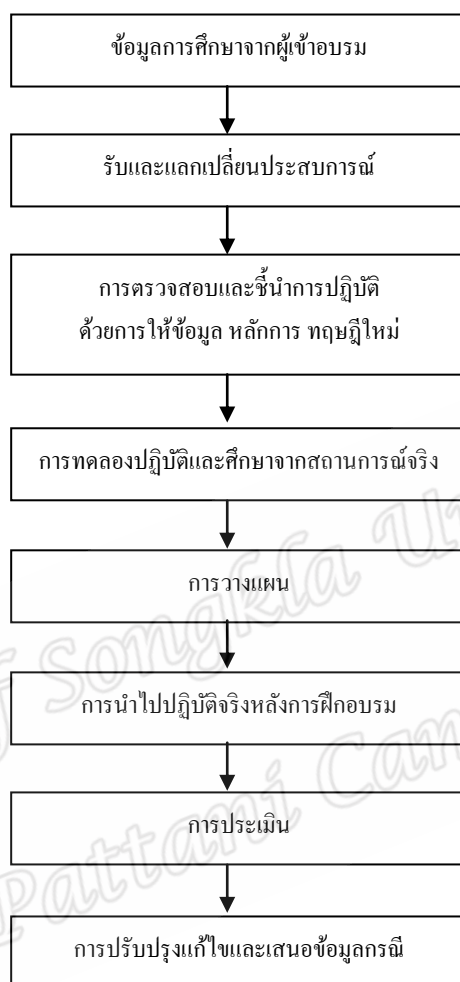 ข้อมูลการศึกษาจากผู้เข้าอบรม
รับและแลกเปลี่ยนประสบการณ์
การตรวจสอบและชี้นำการปฏิบัติ
ด้วยการให้ข้อมูล หลักการ ทฤษฎีใหม่
การทดลองปฏิบัติและศึกษาจากสถานการณ์จริง
การวางแผน
การนำไปปฏิบัติจริงหลังการฝึกอบรม
การประเมิน
การปรับปรุงแก้ไขและเสนอข้อมูลกรณี
Songkla
Pattani